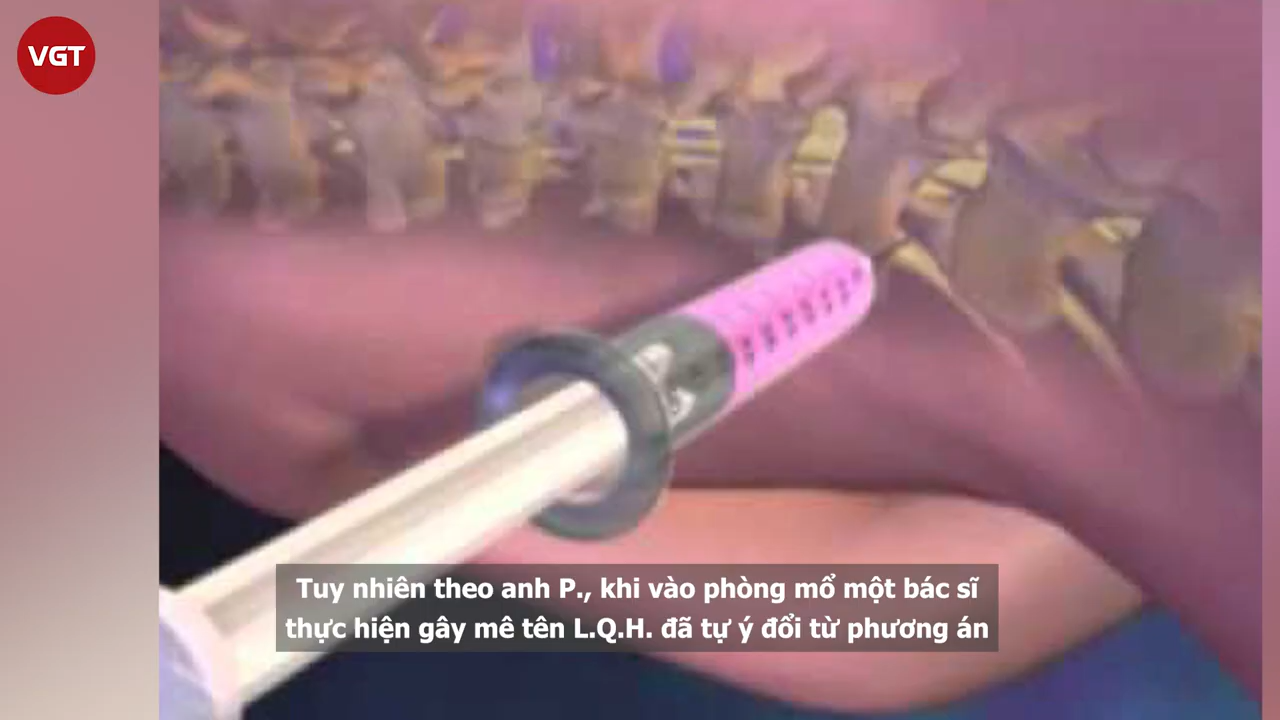 VGT
Tuy nhiên theo anh P., khi vào phòng mổ một bác sĩ
thực hiện gây mê tên L.Q.H. đã tự ý đổi từ phương án